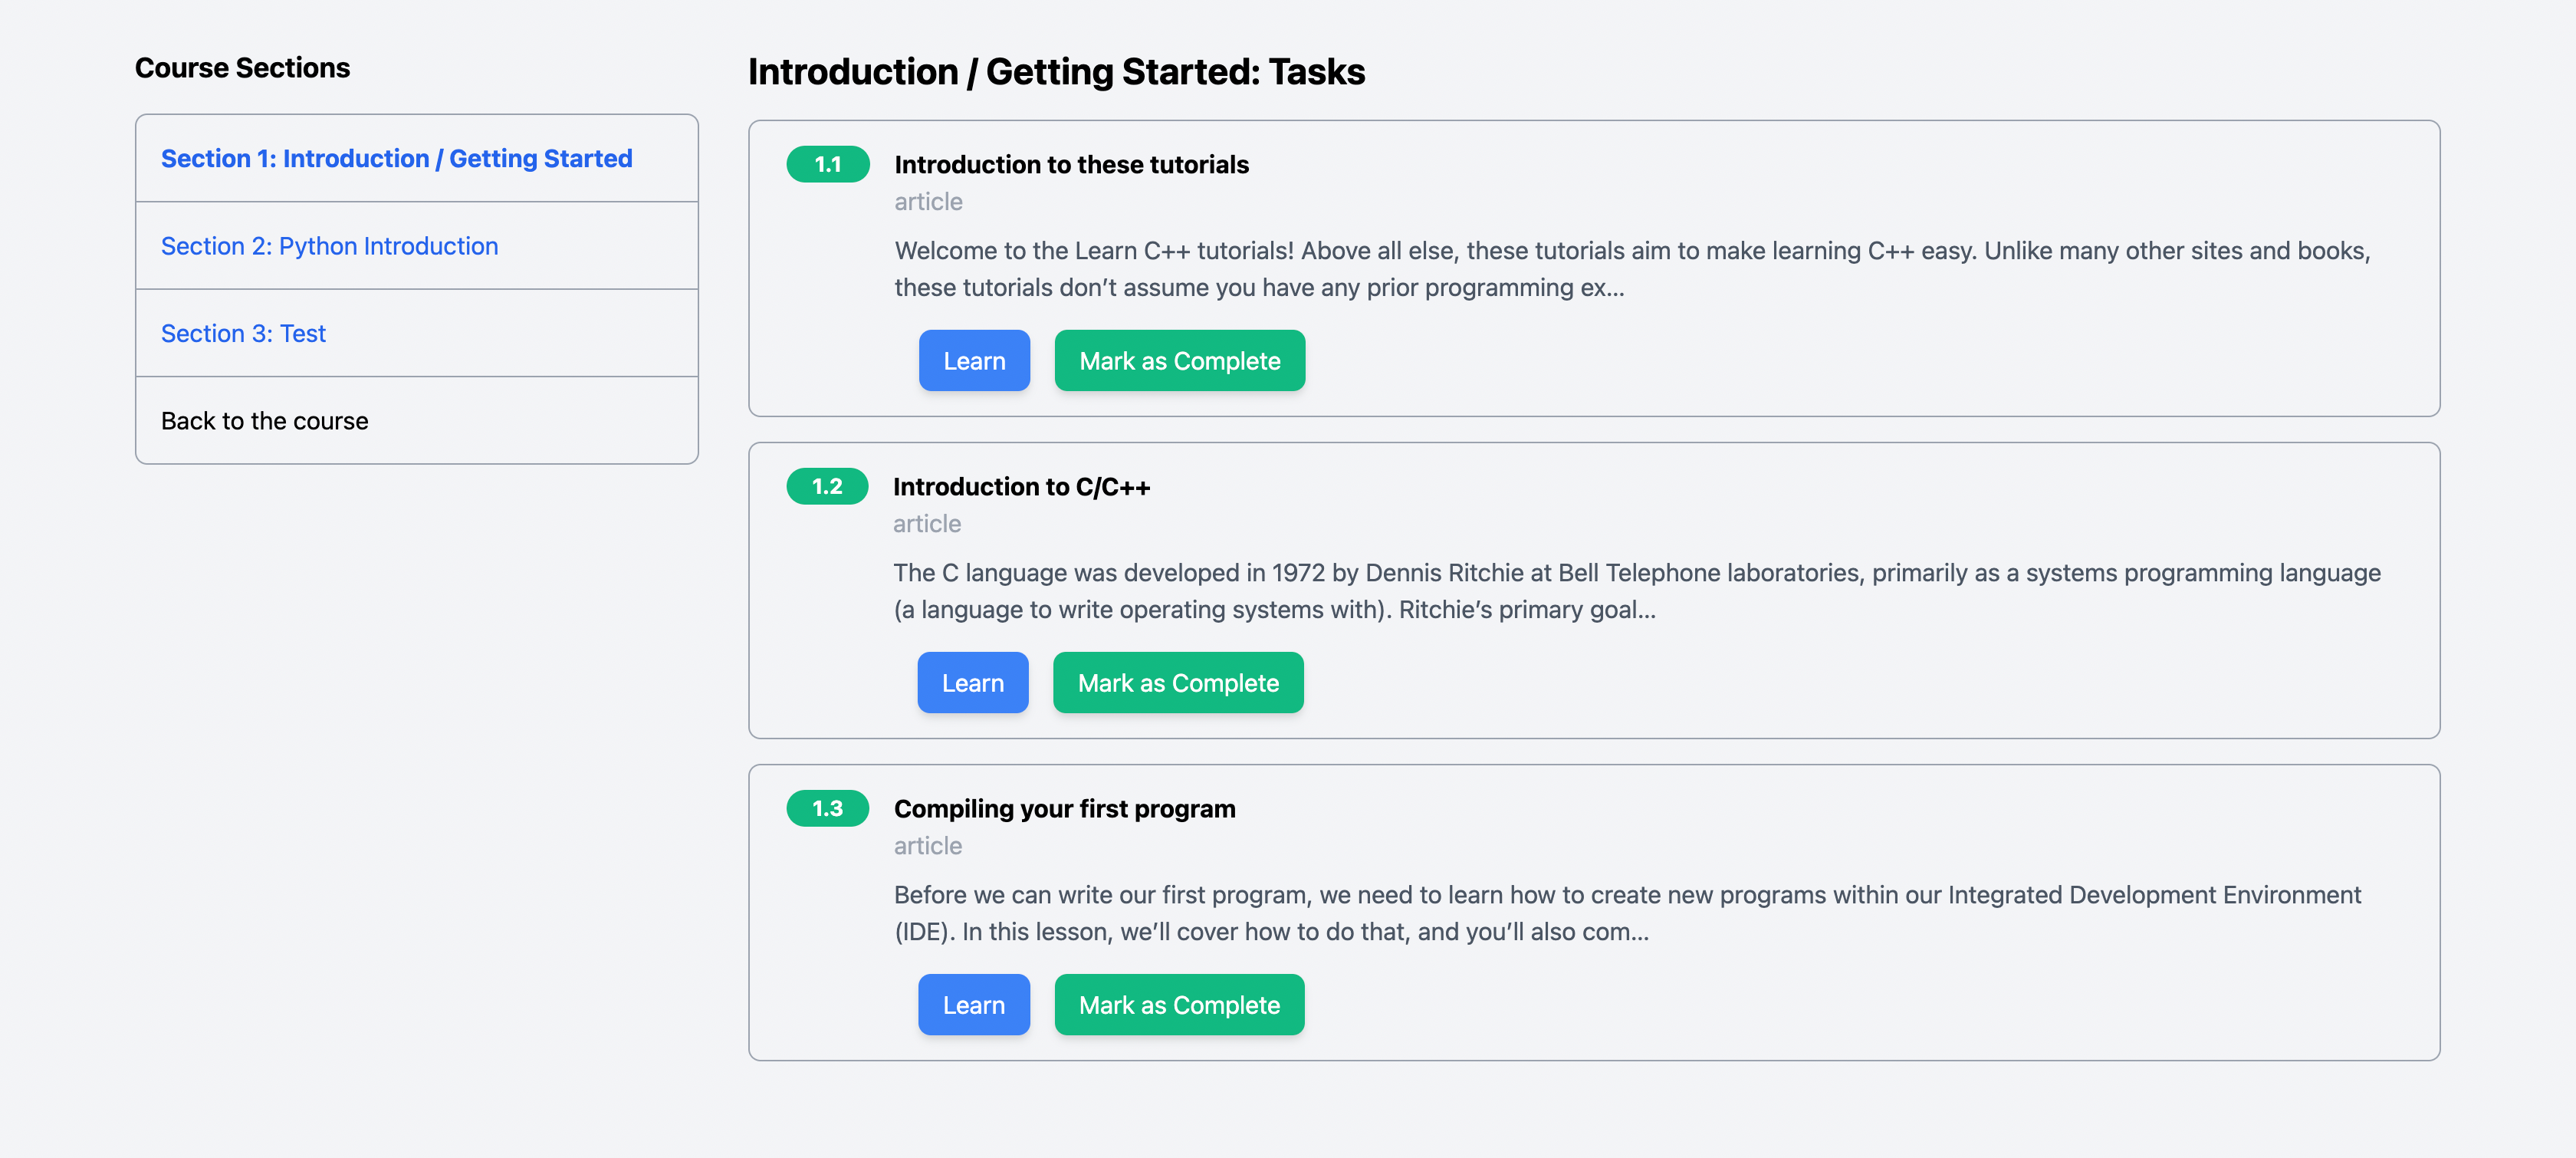 Course Sections
Section 1: Introduction / Getting Started
Section 2: Python Introduction
Section 3: Test
Back to the course
Introduction / Getting Started: Tasks
1.1
Introduction to these tutorials
article
Welcome to the Learn C++ tutorials! Above all else, these tutorials aim to make learning C++ easy. Unlike many other sites and books,
these tutorials don’t assume you have any prior programming ex...
Learn
Mark as Complete
1.2
Introduction to C/C++
article
The C language was developed in 1972 by Dennis Ritchie at Bell Telephone laboratories, primarily as a systems programming language
(a language to write operating systems with). Ritchie’s primary goal...
Learn
Mark as Complete
1.3
Compiling your first program
article
Before we can write our first program, we need to learn how to create new programs within our Integrated Development Environment
(IDE). In this lesson, we’ll cover how to do that, and you’ll also com...
Learn
Mark as Complete